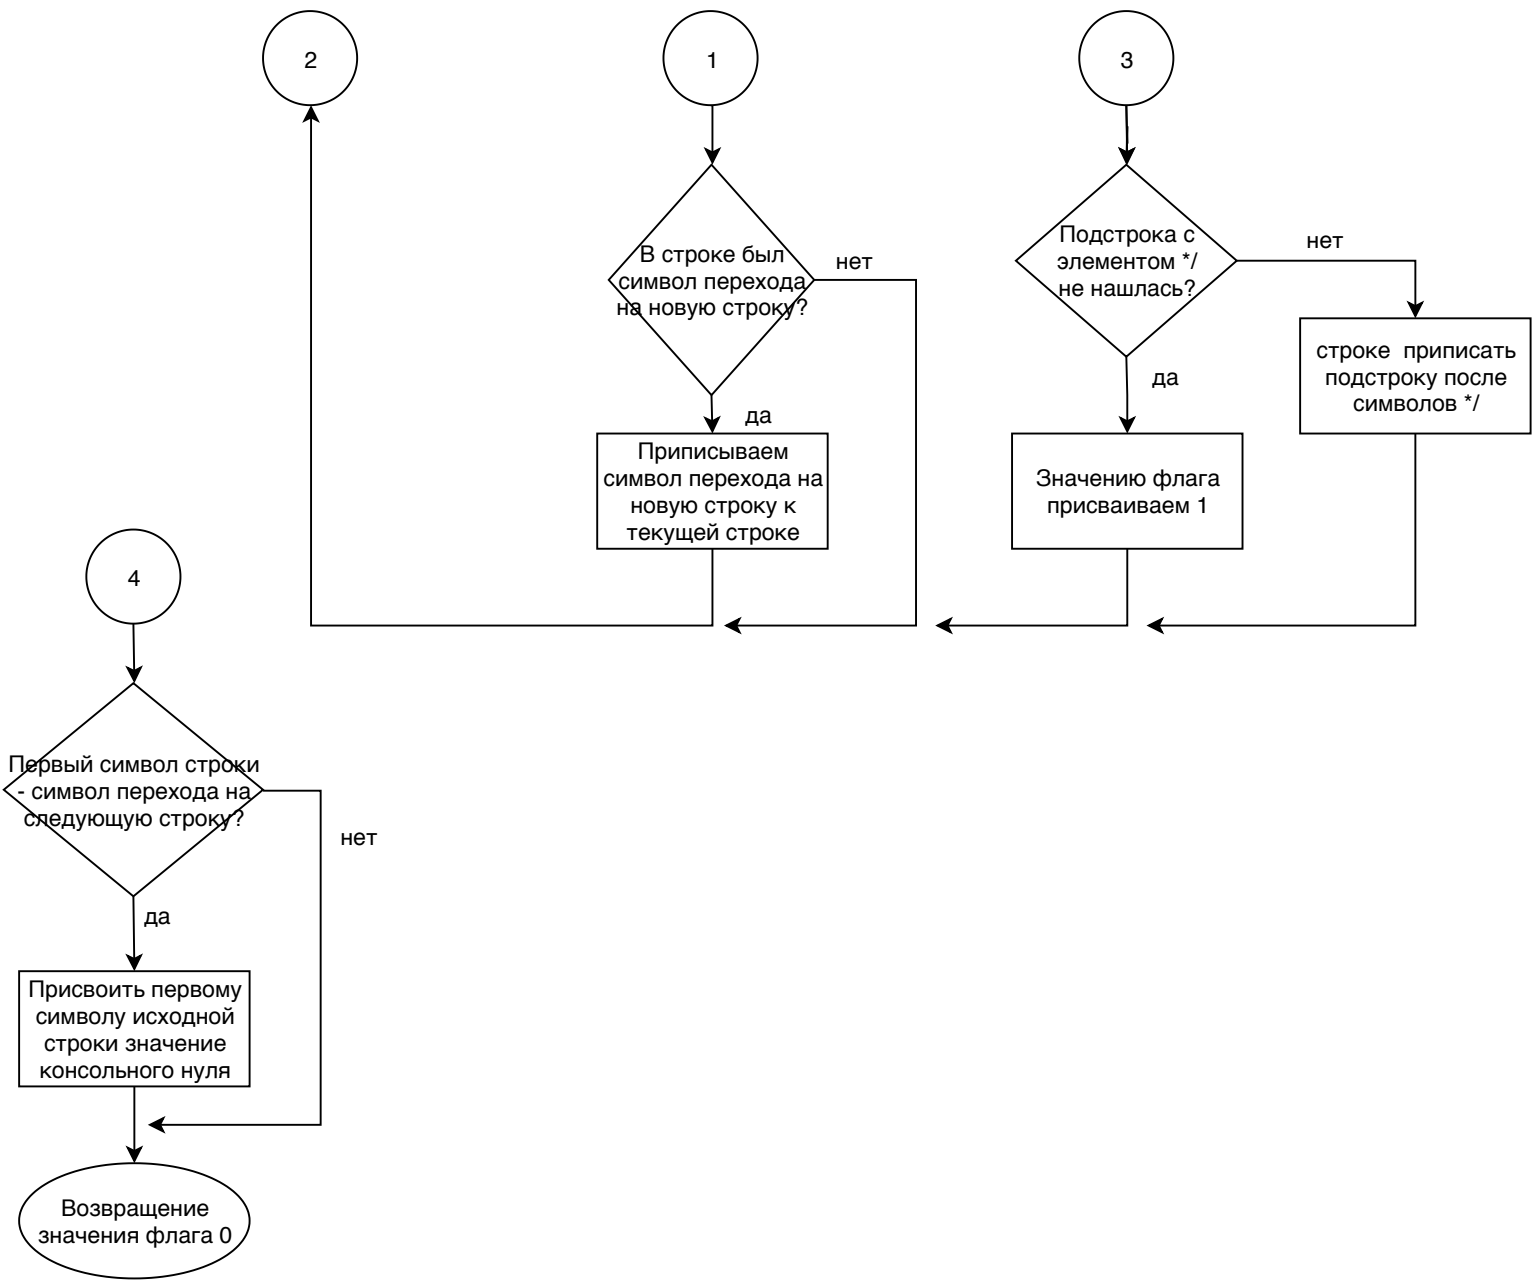 2
1
3
В строке был
символ перехода
на новую строку?
нет
да
Приписываем
символ перехода на
новую строку к
текущей строке
Подстрока с
элементом */
не нашлась?
нет
да
строке приписать
подстроку после
символов */
Значению флага
присваиваем 1
4
Первый символ строки
- символ перехода на
следующую строку?
нет
да
Присвоить первому
символу исходной
строки значение
консольного нуля
Возвращение
значения флага 0